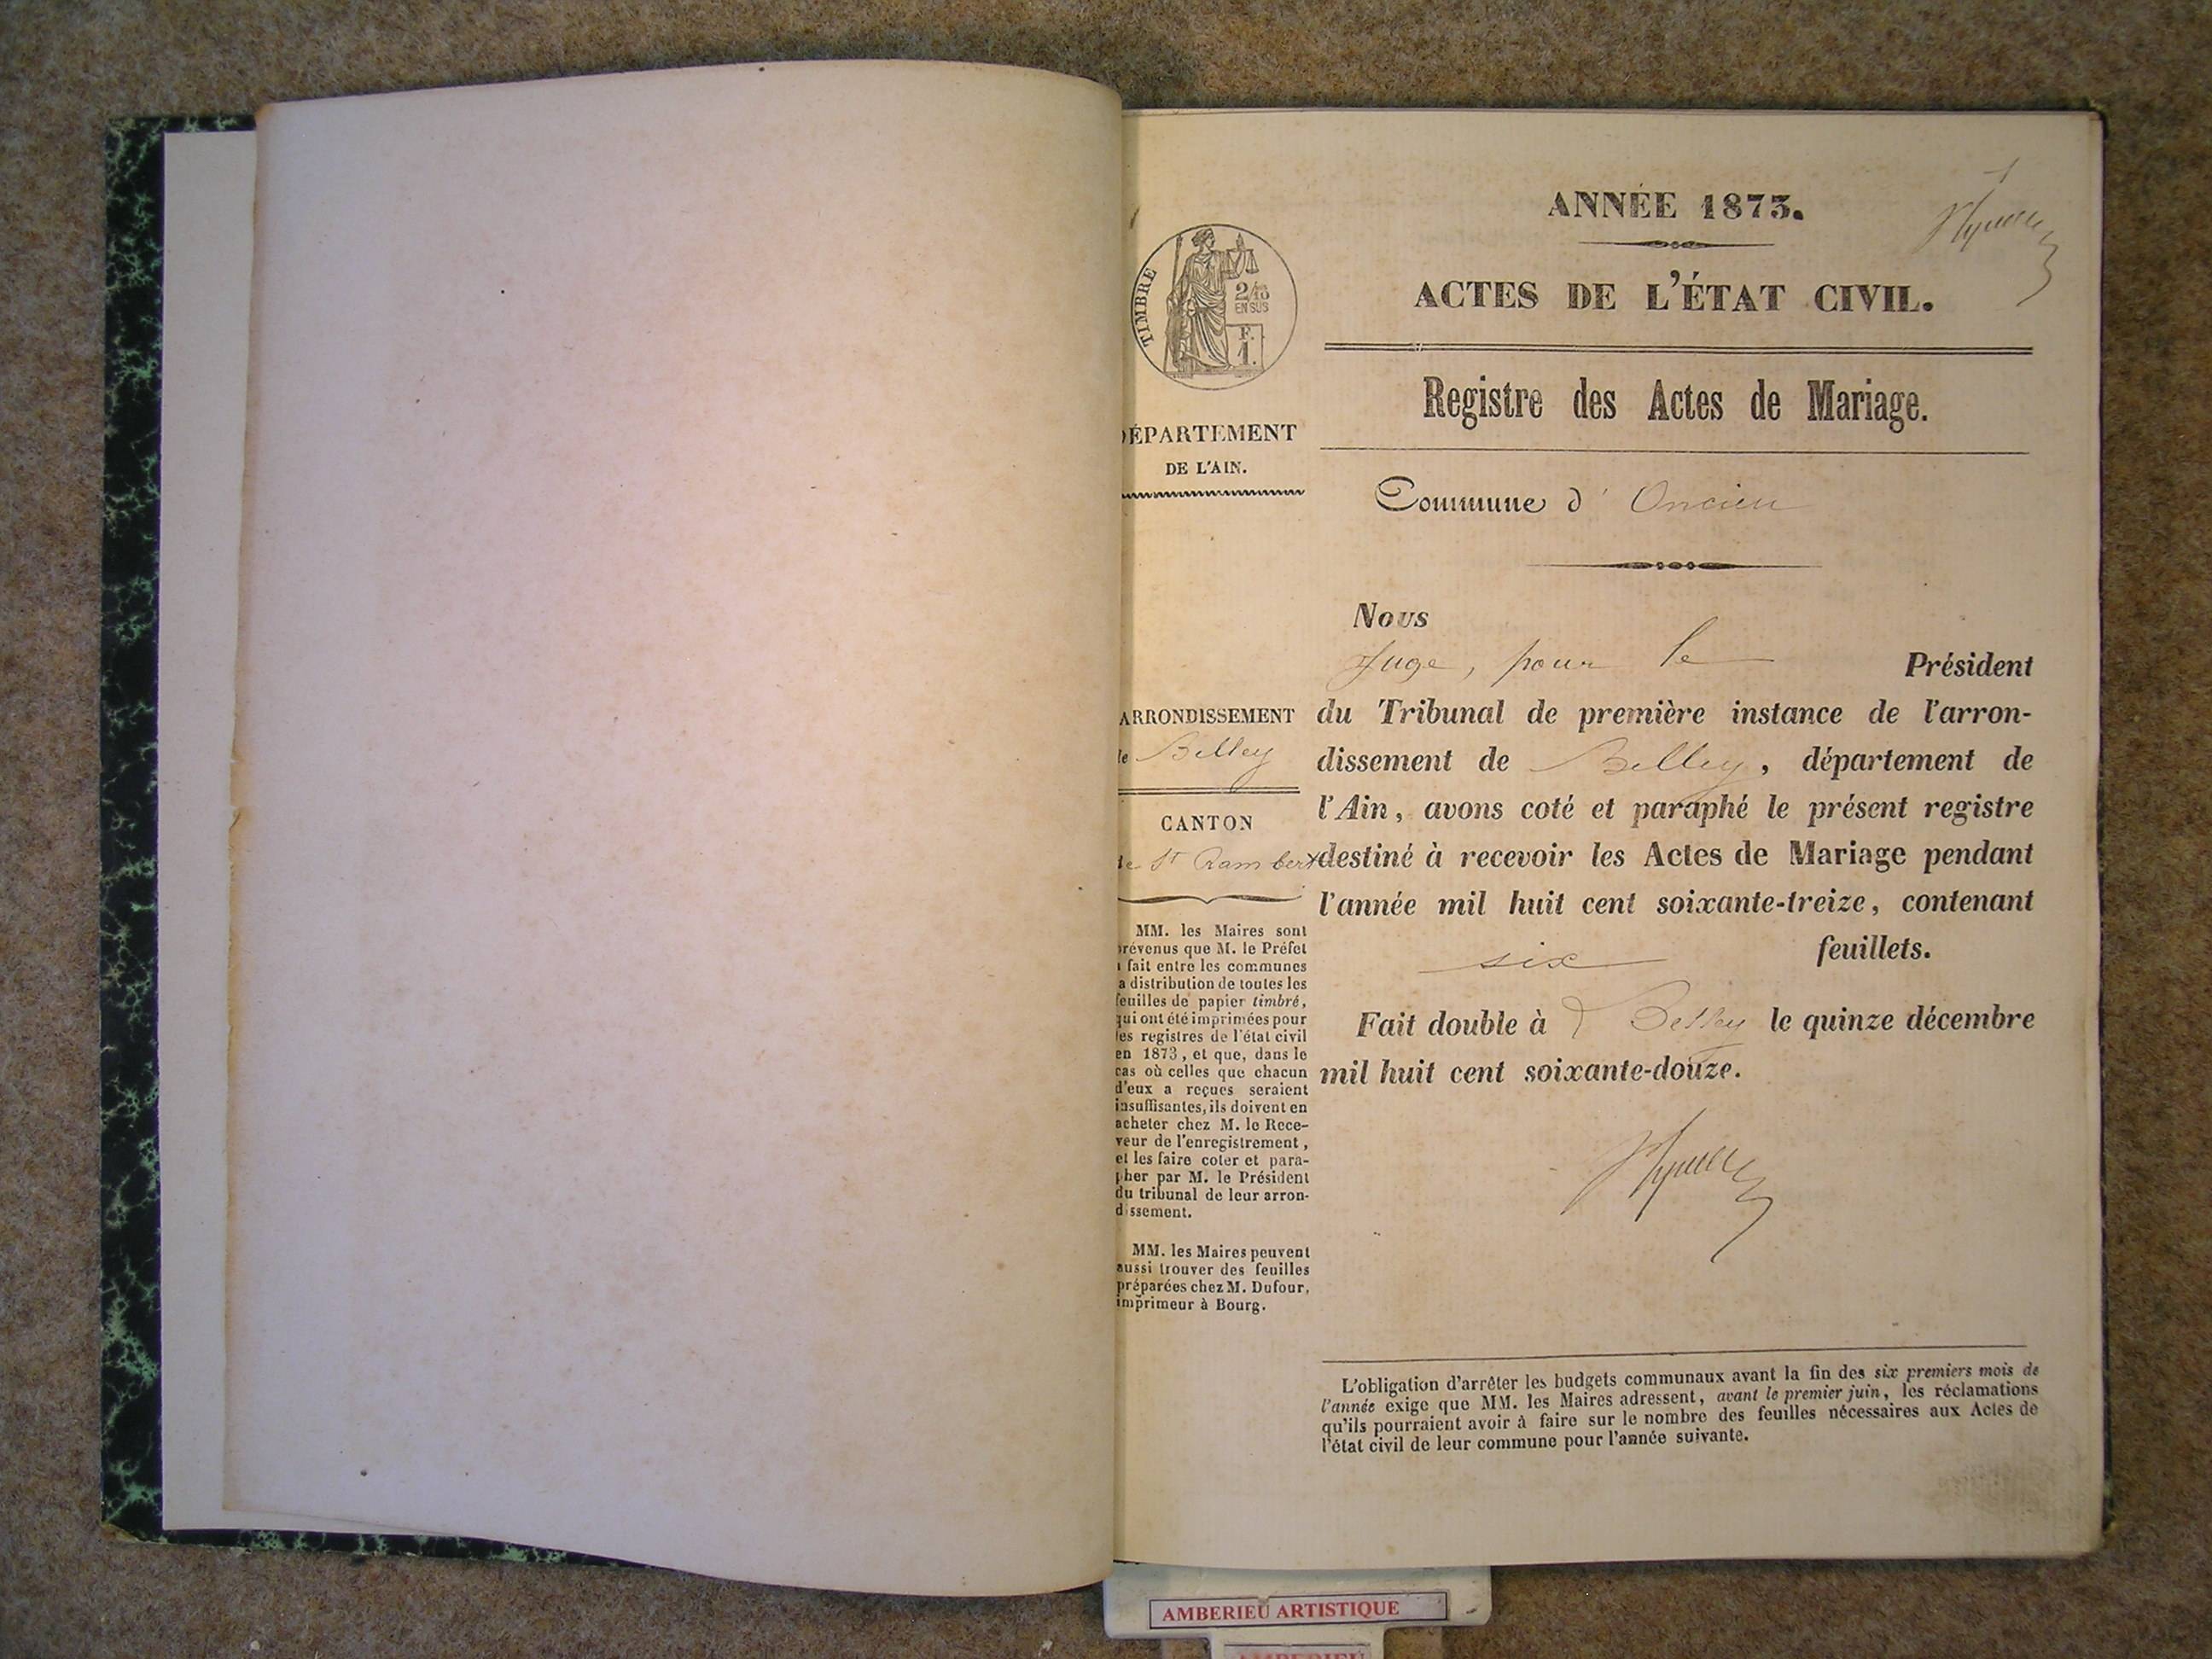 ANNÉE 1873.
ACTES DE L'ÉTAT CIVIL.
Registre des Actes de Mariage.
Commune d' Oncieu
Nous
Juge, pour le Président
du Tribunal de première instance de l'arron-
dissement de Belley, département de
l'Ain, avons coté et paraphé le présent registre
destiné à recevoir les Actes de Mariage pendant
l'année mil huit cent soixante-treize, contenant
six feuillets.
Fait double à Belley le quinze décembre
mil huit cent soixante-douze.
L'obligation d'arrêter les budgets communaux avant la fin des six premiers mois de
l'année exige que MM. les Maires adressent, avant le premier juin, les réclamations
qu'ils pourraient avoir à faire sur le nombre des feuilles nécessaires aux Actes de
l'état civil de leur commune pour l'année suivante.
TIMBRE
2/10
EN SUS
F.
1.
DÉPARTEMENT
DE L'AIN.
ARRONDISSEMENT
de Belley
CANTON
de St Rambert
MM. les Maires sont
prévenus que M. le Préfet
a fait entre les communes
la distribution de toutes les
feuilles de papier timbré,
qui ont été imprimées pour
les registres de l'état civil
en 1873, et que, dans le
cas où celles que chacun
d'eux a reçues seraient
insuffisantes, ils doivent en
acheter chez M. le Rece-
veur de l'enregistrement,
et les faire coter et para-
pher par M. le Président
du tribunal de leur arron-
dissement.
MM. les Maires peuvent
aussi trouver des feuilles
préparées chez M. Dufour,
imprimeur à Bourg.
AMBERIEU ARTISTIQUE
AMBERIEU